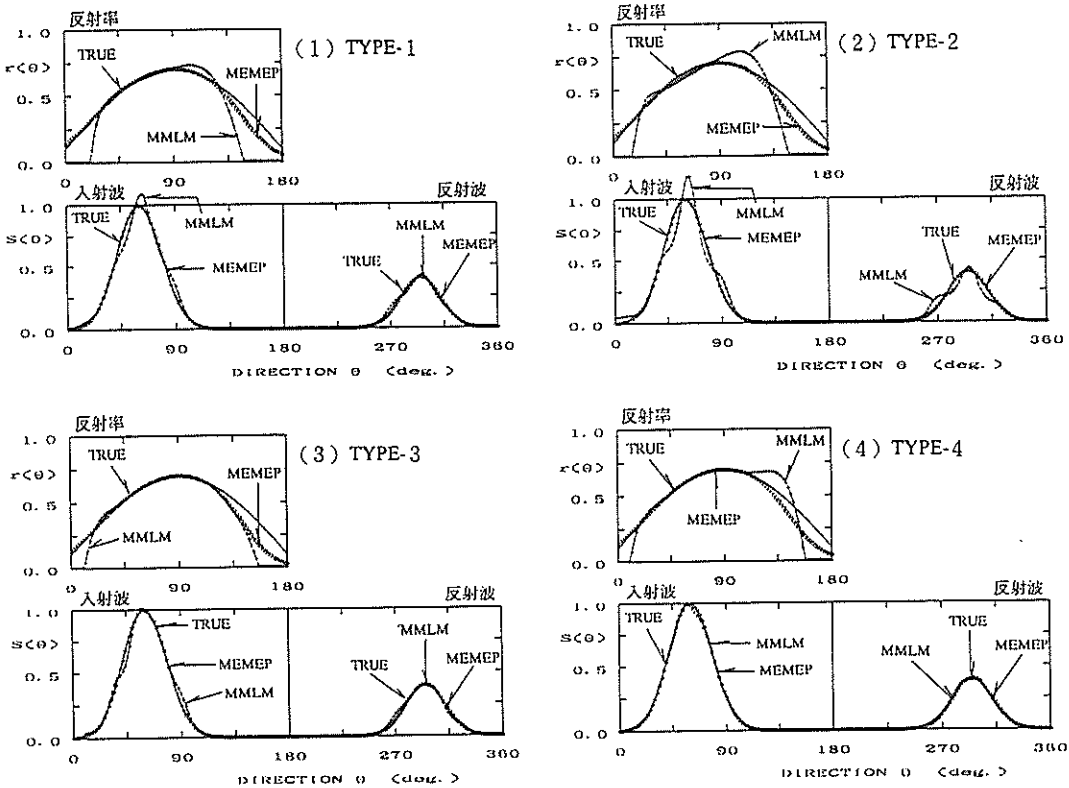 反射率
(1) TYPE-1
1.0
r(θ)
0.5
0.0
TRUE
MEMEP
MMLM
0 90 180
入射波
反射波
1.0
S(θ)
0.5
0.0
TRUE
MMLM
MEMEP
MMLM
TRUE
MEMEP
0 90 180 270 360
DIRECTION θ (deg.)
反射率
(2) TYPE-2
1.0
r(θ)
0.5
0.0
TRUE
MMLM
MEMEP
0 90 180
入射波
反射波
1.0
S(θ)
0.5
0.0
TRUE
MMLM
MEMEP
TRUE
MEMEP
MMLM
0 90 180 270 360
DIRECTION θ (deg.)
反射率
(3) TYPE-3
1.0
r(θ)
0.5
0.0
TRUE
MEMEP
MMLM
0 90 180
入射波
反射波
1.0
S(θ)
0.5
0.0
TRUE
MEMEP
MMLM
MMLM
TRUE
MEMEP
0 90 180 270 360
DIRECTION θ (deg.)
反射率
(4) TYPE-4
1.0
r(θ)
0.5
0.0
TRUE
MMLM
MEMEP
0 90 180
入射波
反射波
1.0
S(θ)
0.5
0.0
TRUE
MMLM
MEMEP
TRUE
MMLM
MEMEP
0 90 180 270 360
DIRECTION θ (deg.)